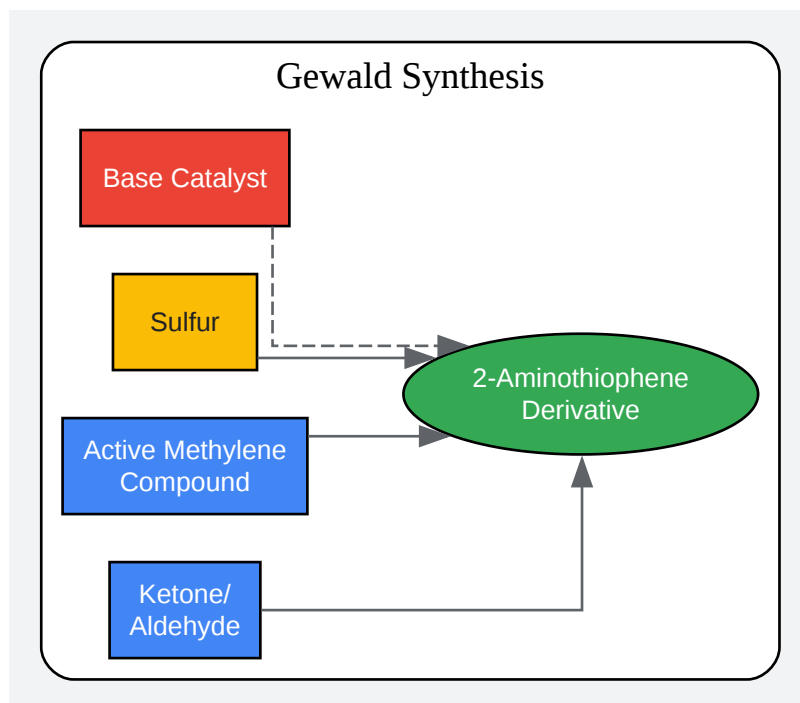 Gewald Synthesis
Base Catalyst
Sulfur
2-Aminothiophene
Derivative
Active Methylene
Compound
Ketone/
Aldehyde